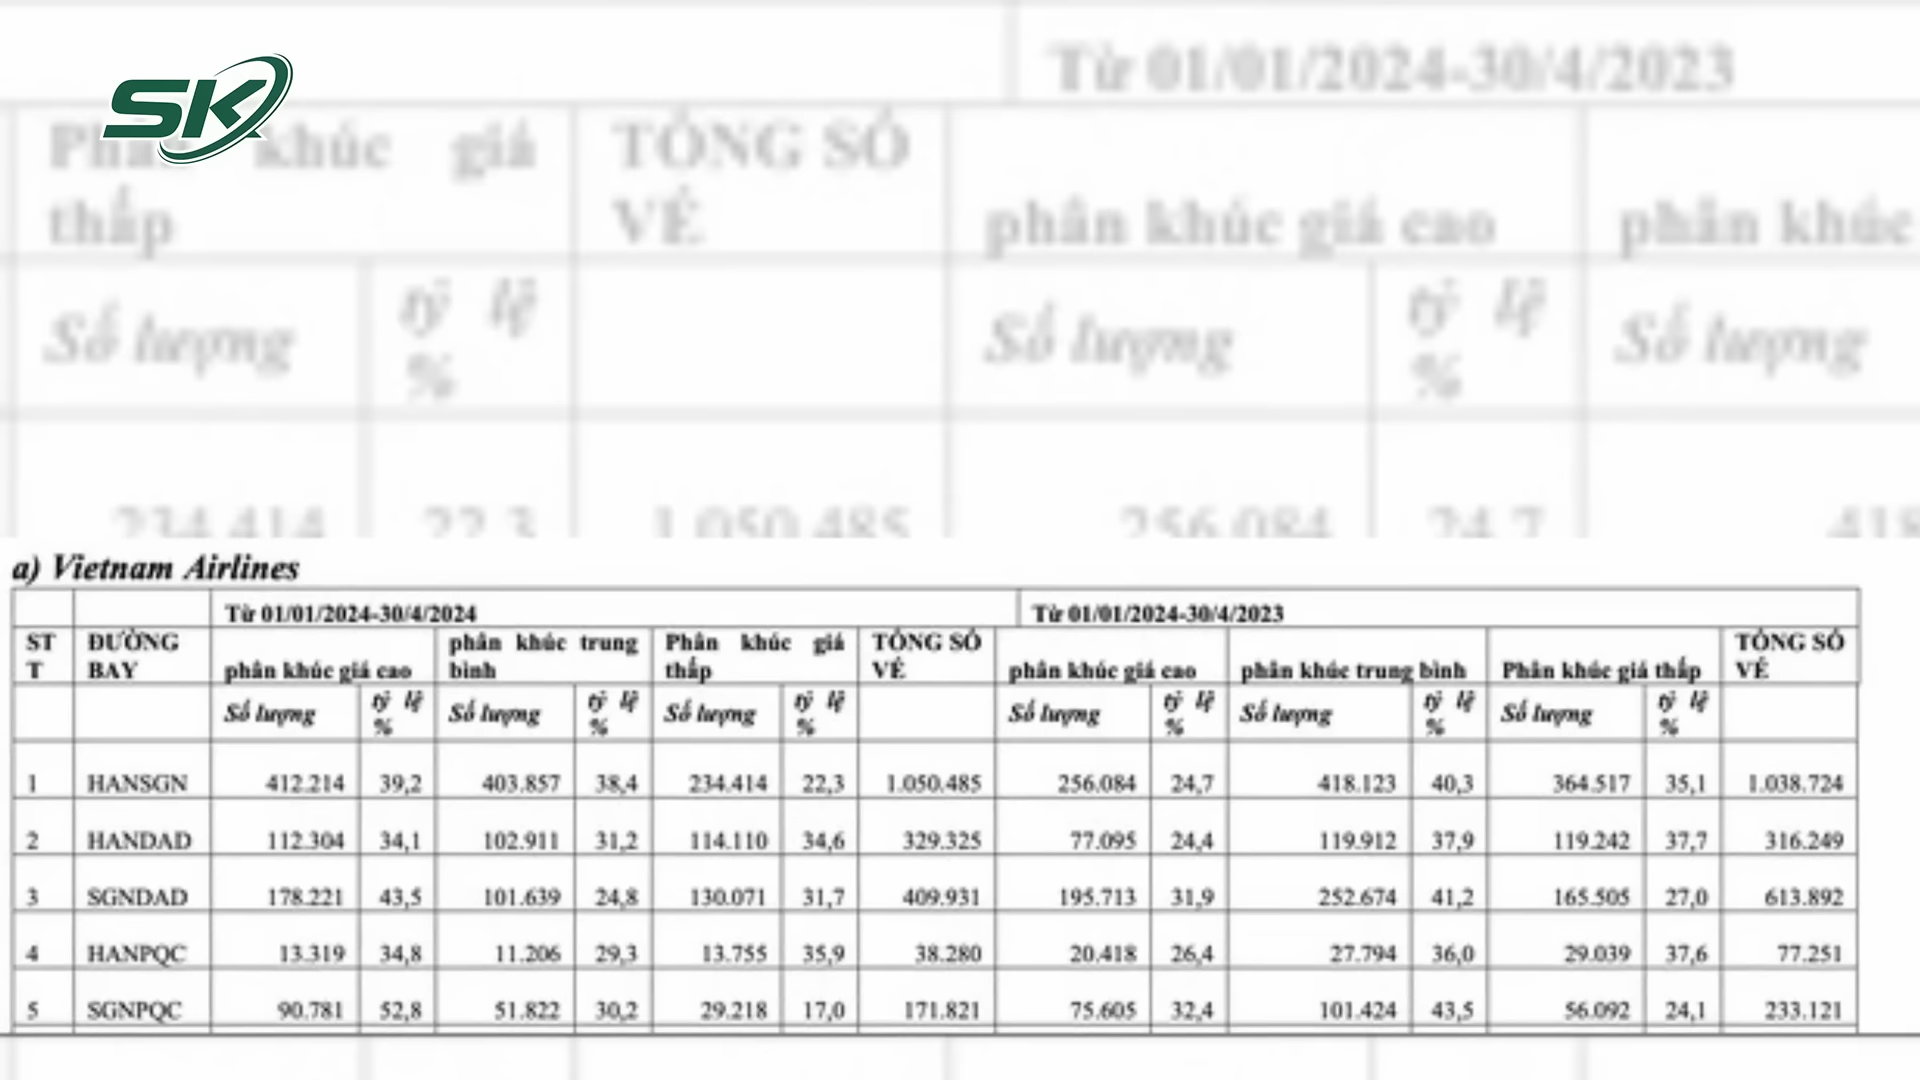 SK
Từ 01/01/2024-30/4/2023
Phân khúc giá thấp
TỔNG SỐ VÉ
phân khúc giá cao
phân khúc
Số lượng
tỷ lệ %
Số lượng
tỷ lệ %
Số lượng
234.414 22,3 1.050.485 256.084 24,7 418
a) Vietnam Airlines
Từ 01/01/2024-30/4/2024 Từ 01/01/2024-30/4/2023
STT ĐƯỜNG BAY phân khúc giá cao phân khúc trung bình Phân khúc giá thấp TỔNG SỐ VÉ phân khúc giá cao phân khúc trung bình Phân khúc giá thấp TỔNG SỐ VÉ
Số lượng tỷ lệ % Số lượng tỷ lệ % Số lượng tỷ lệ % Số lượng tỷ lệ % Số lượng tỷ lệ % Số lượng tỷ lệ %
1 HANSGN 412.214 39,2 403.857 38,4 234.414 22,3 1.050.485 256.084 24,7 418.123 40,3 364.517 35,1 1.038.724
2 HANDAD 112.304 34,1 102.911 31,2 114.110 34,6 329.325 77.095 24,4 119.912 37,9 119.242 37,7 316.249
3 SGNDAD 178.221 43,5 101.639 24,8 130.071 31,7 409.931 195.713 31,9 252.674 41,2 165.505 27,0 613.892
4 HANPQC 13.319 34,8 11.206 29,3 13.755 35,9 38.280 20.418 26,4 27.794 36,0 29.039 37,6 77.251
5 SGNPQC 90.781 52,8 51.822 30,2 29.218 17,0 171.821 75.605 32,4 101.424 43,5 56.092 24,1 233.121